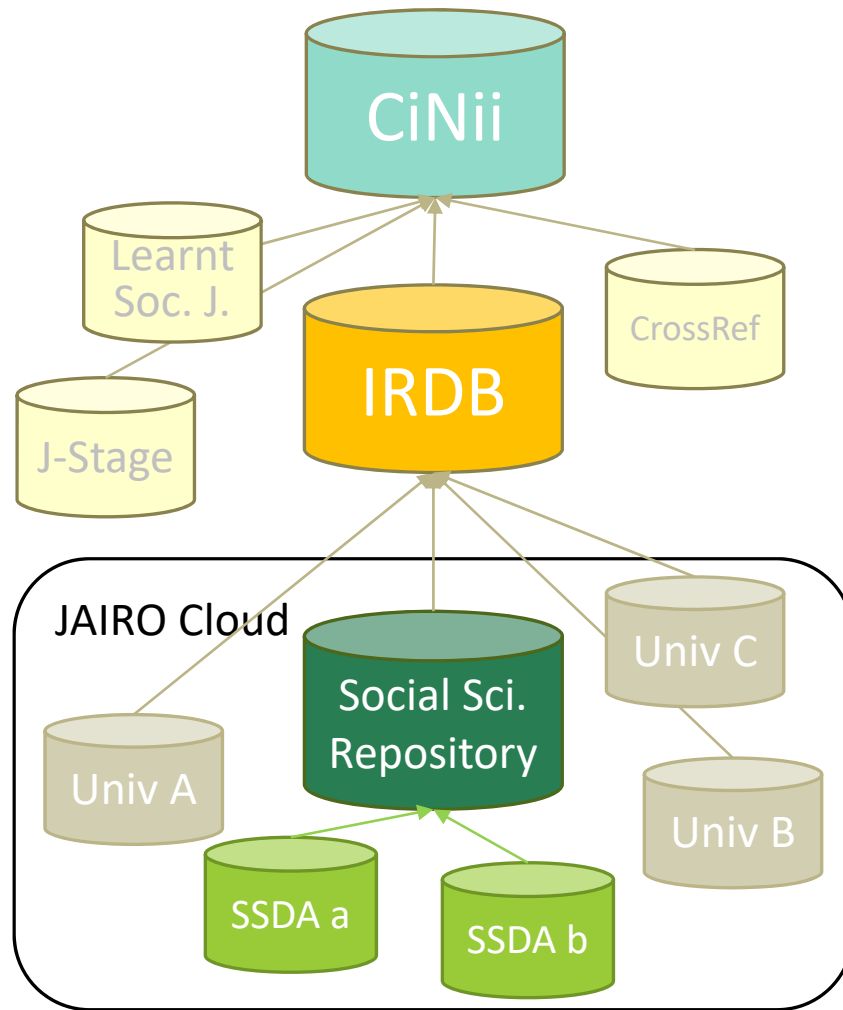 CiNii
Learnt
Soc. J.
CrossRef
IRDB
J-Stage
JAIRO Cloud
Univ C
Social Sci.
Repository
Univ A
Univ B
SSDA a
SSDA b